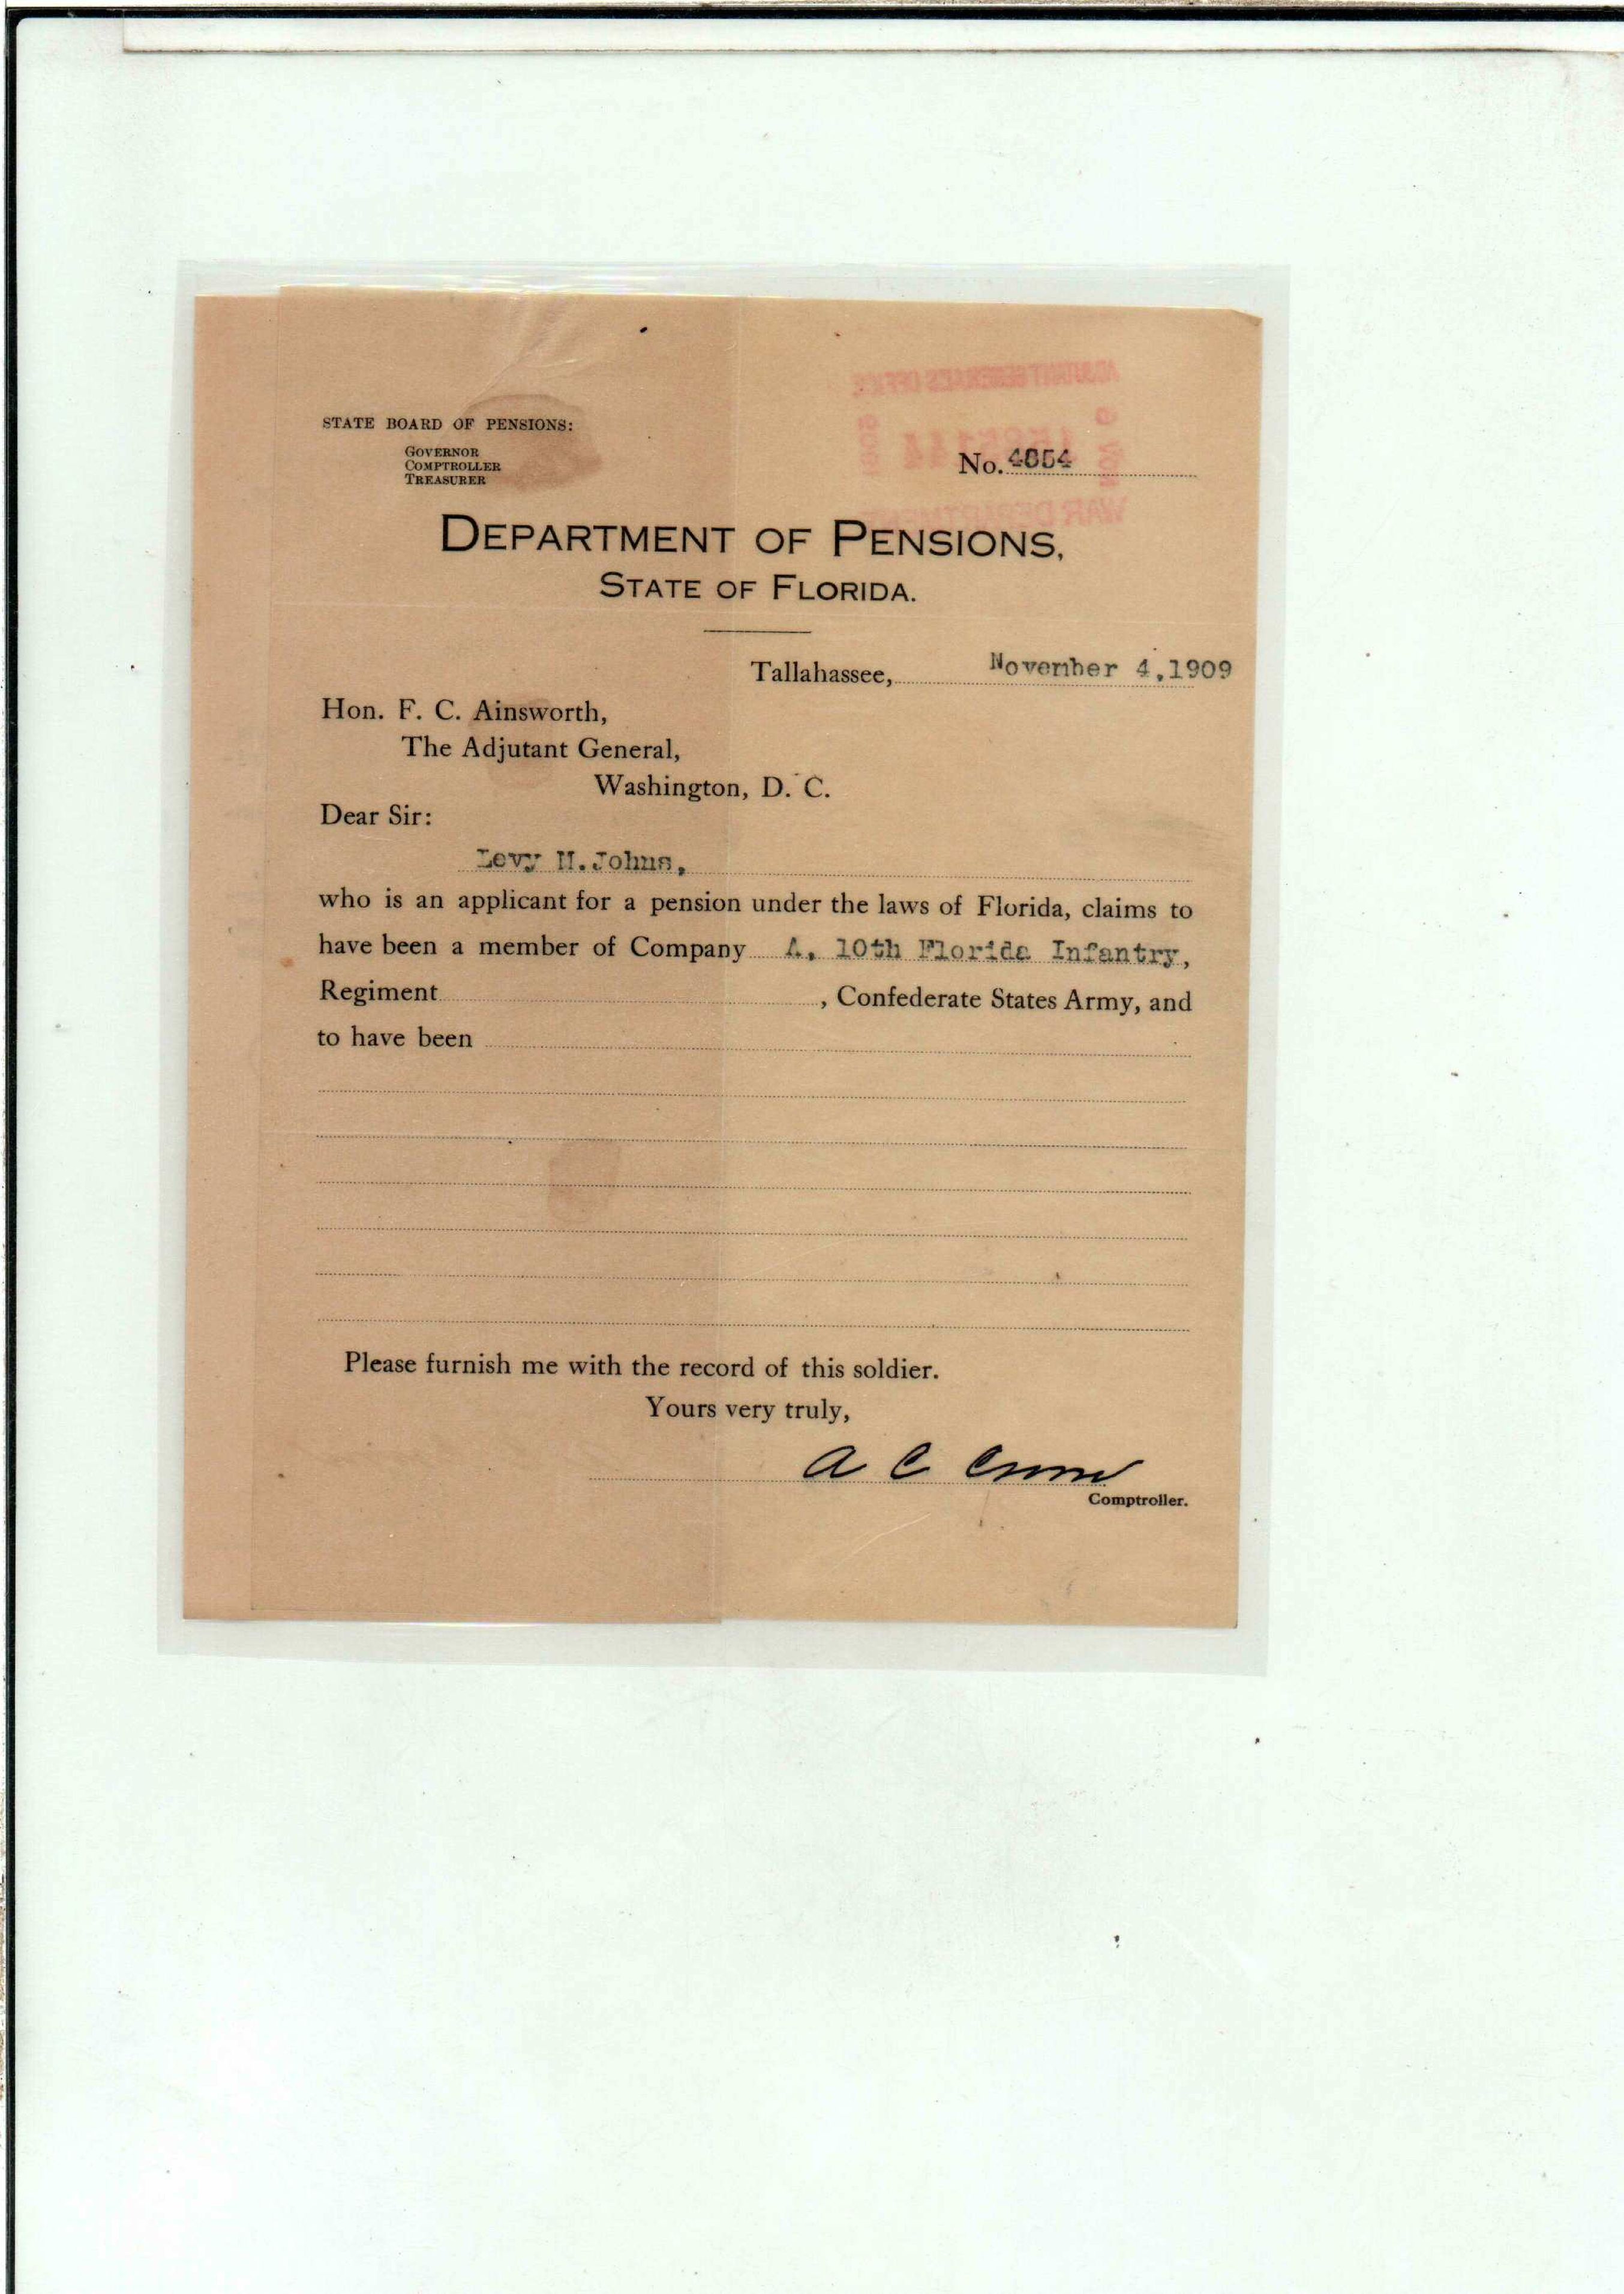 STATE BOARD OF PENSIONS:
GOVERNOR
COMPTROLLER
TREASURER
ADJUTANT GENERAL'S OFFICE
No. 4854
WAR DEPARTMENT
DEPARTMENT OF PENSIONS,
STATE OF FLORIDA.
Tallahassee, November 4,1909
Hon. F. C. Ainsworth,
The Adjutant General,
Washington, D. C.
Dear Sir:
Levy H. Johns,
who is an applicant for a pension under the laws of Florida, claims to
have been a member of Company A, 10th Florida Infantry,
Regiment , Confederate States Army, and
to have been
Please furnish me with the record of this soldier.
Yours very truly,
A C Croom
Comptroller.